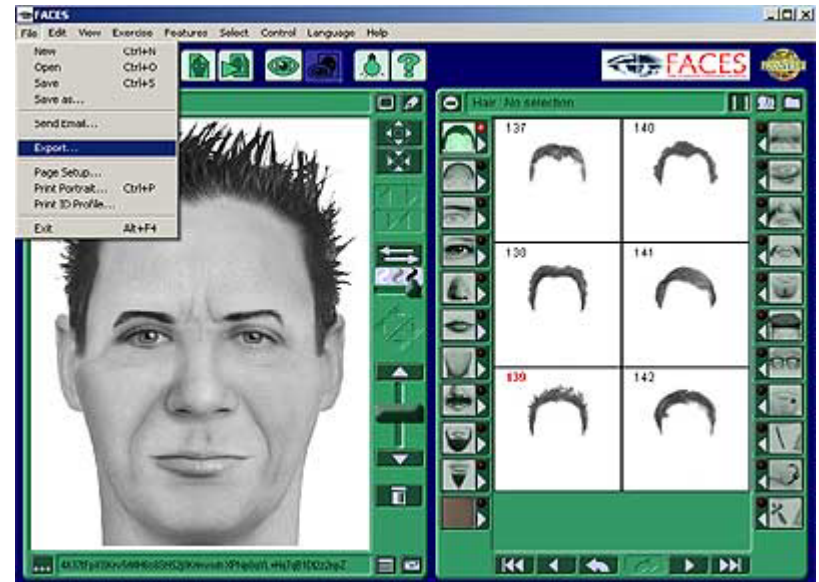 FACES
File Edit View Exercise Features Select Control Language Help
New Ctrl+N
Open Ctrl+O
Save Ctrl+S
Save as...
Send Email...
Export...
Page Setup...
Print Portrait... Ctrl+P
Print ID Profile...
Exit Alt+F4
FACES
Hair / No selection
137 140
138 141
139 142